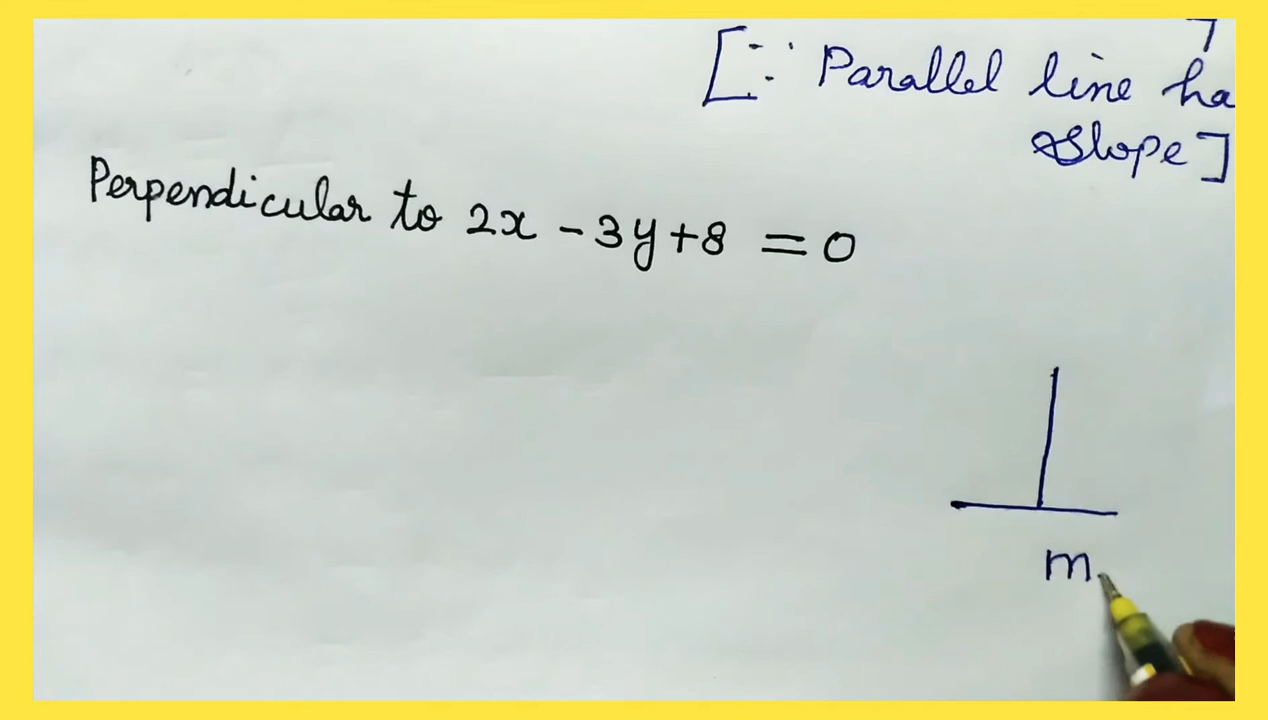 [∵ Parallel line ha
slope]
Perpendicular to 2x - 3y + 8 = 0
m